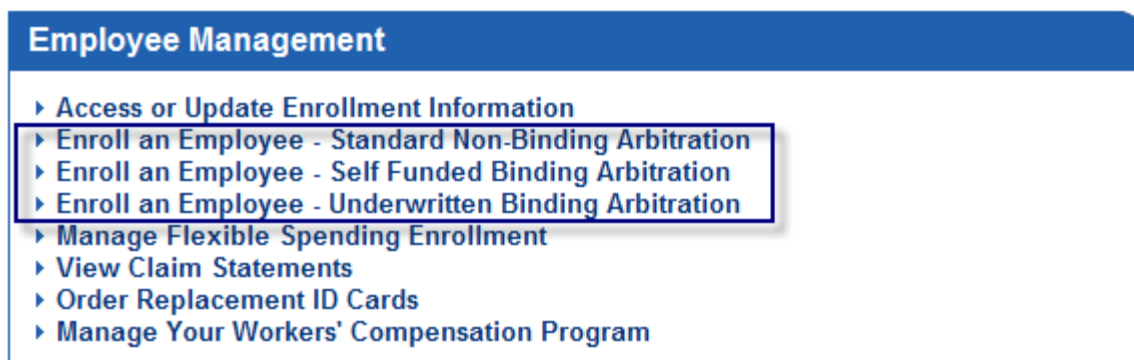 Employee Management
Access or Update Enrollment Information
Enroll an Employee - Standard Non-Binding Arbitration
Enroll an Employee - Self Funded Binding Arbitration
Enroll an Employee - Underwritten Binding Arbitration
Manage Flexible Spending Enrollment
View Claim Statements
Order Replacement ID Cards
Manage Your Workers' Compensation Program